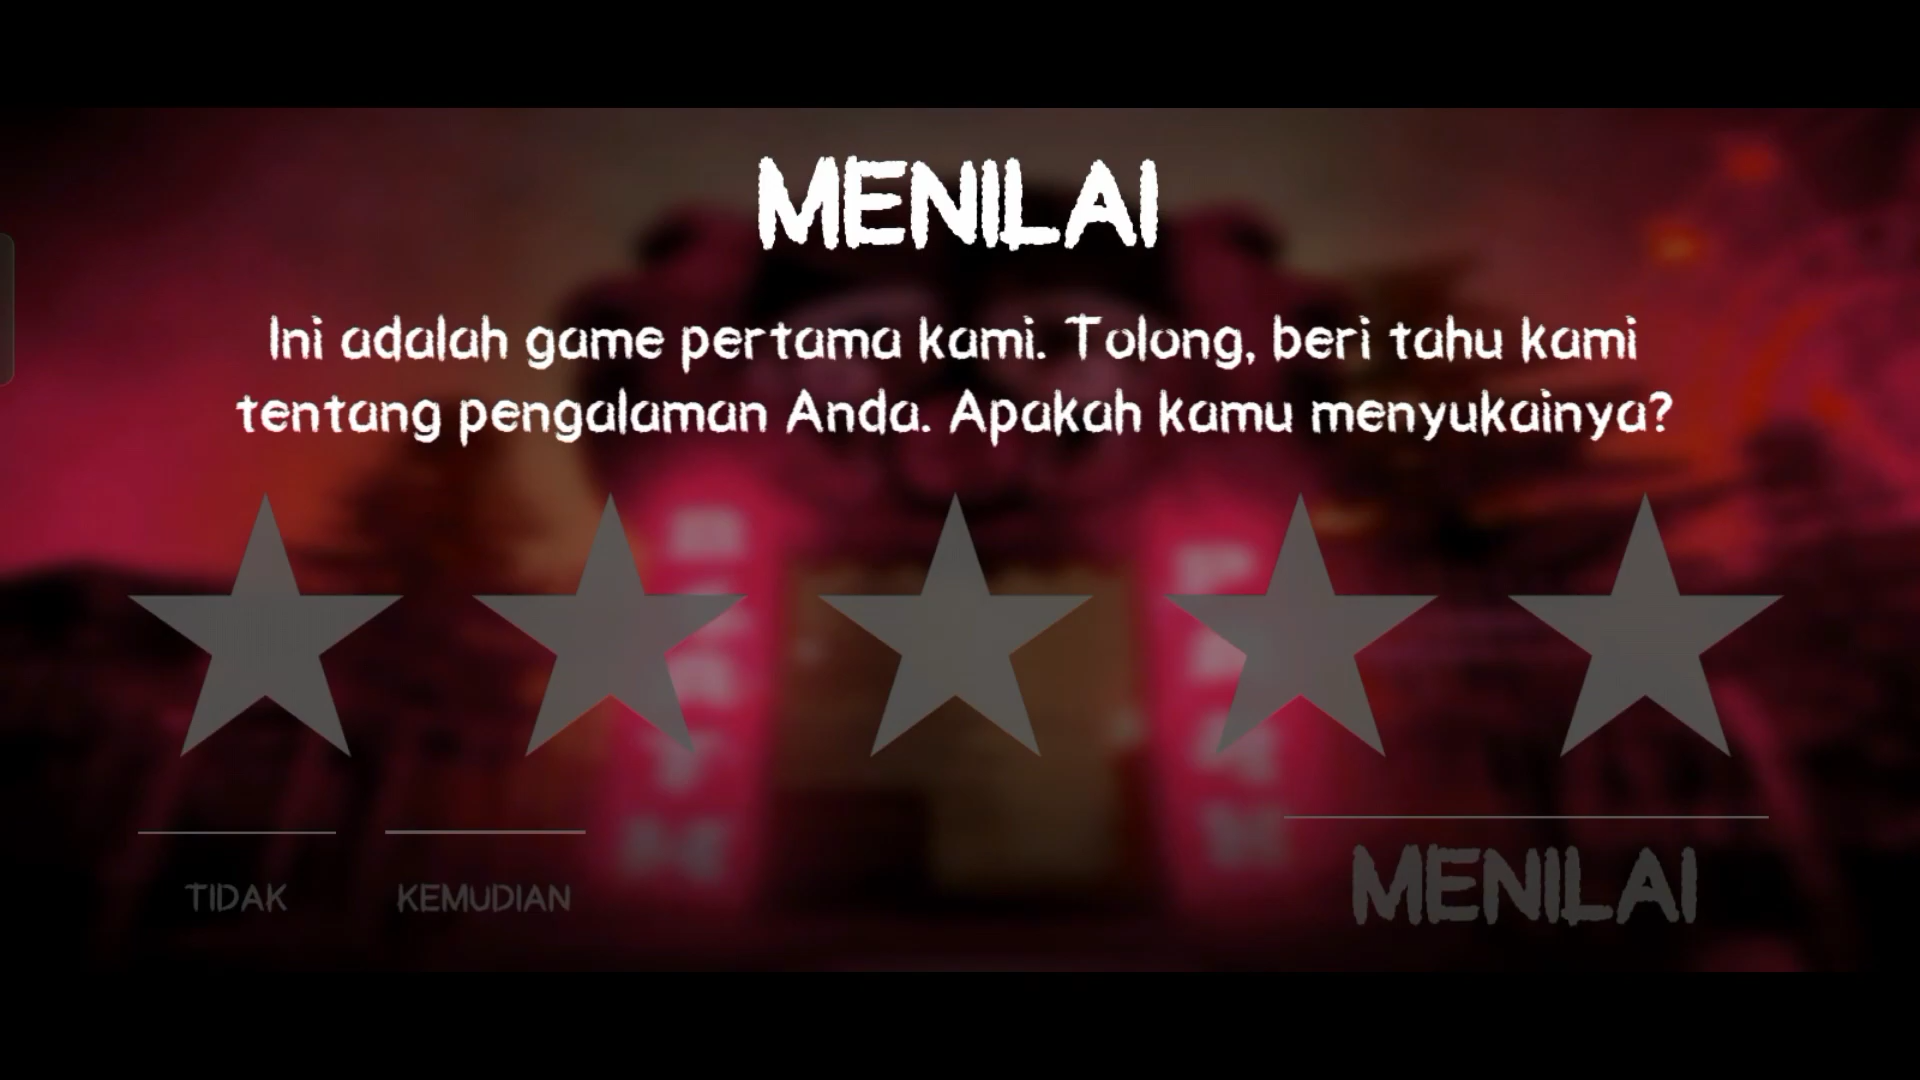 MENILAI
Ini adalah game pertama kami. Tolong, beri tahu kami
tentang pengalaman Anda. Apakah kamu menyukainya?
TIDAK
KEMUDIAN
MENILAI